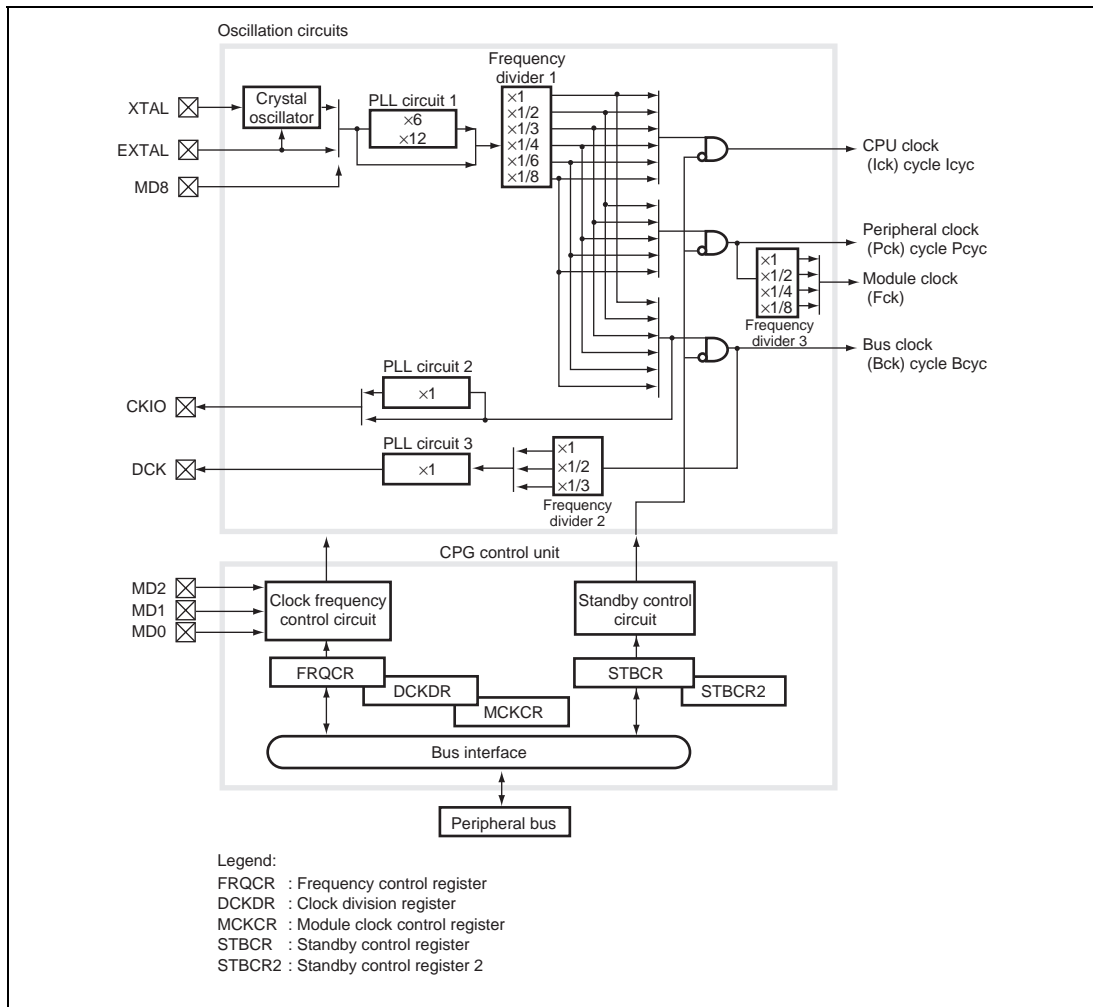 Oscillation circuits
XTAL
EXTAL
MD8
Crystal
oscillator
PLL circuit 1
×6
×12
Frequency
divider 1
×1
×1/2
×1/3
×1/4
×1/6
×1/8
CPU clock
(Ick) cycle Icyc
Peripheral clock
(Pck) cycle Pcyc
×1
×1/2
×1/4
×1/8
Frequency
divider 3
Module clock
(Fck)
Bus clock
(Bck) cycle Bcyc
CKIO
PLL circuit 2
×1
DCK
PLL circuit 3
×1
×1
×1/2
×1/3
Frequency
divider 2
CPG control unit
MD2
MD1
MD0
Clock frequency
control circuit
Standby control
circuit
FRQCR
DCKDR
MCKCR
STBCR
STBCR2
Bus interface
Peripheral bus
Legend:
FRQCR : Frequency control register
DCKDR : Clock division register
MCKCR : Module clock control register
STBCR : Standby control register
STBCR2 : Standby control register 2